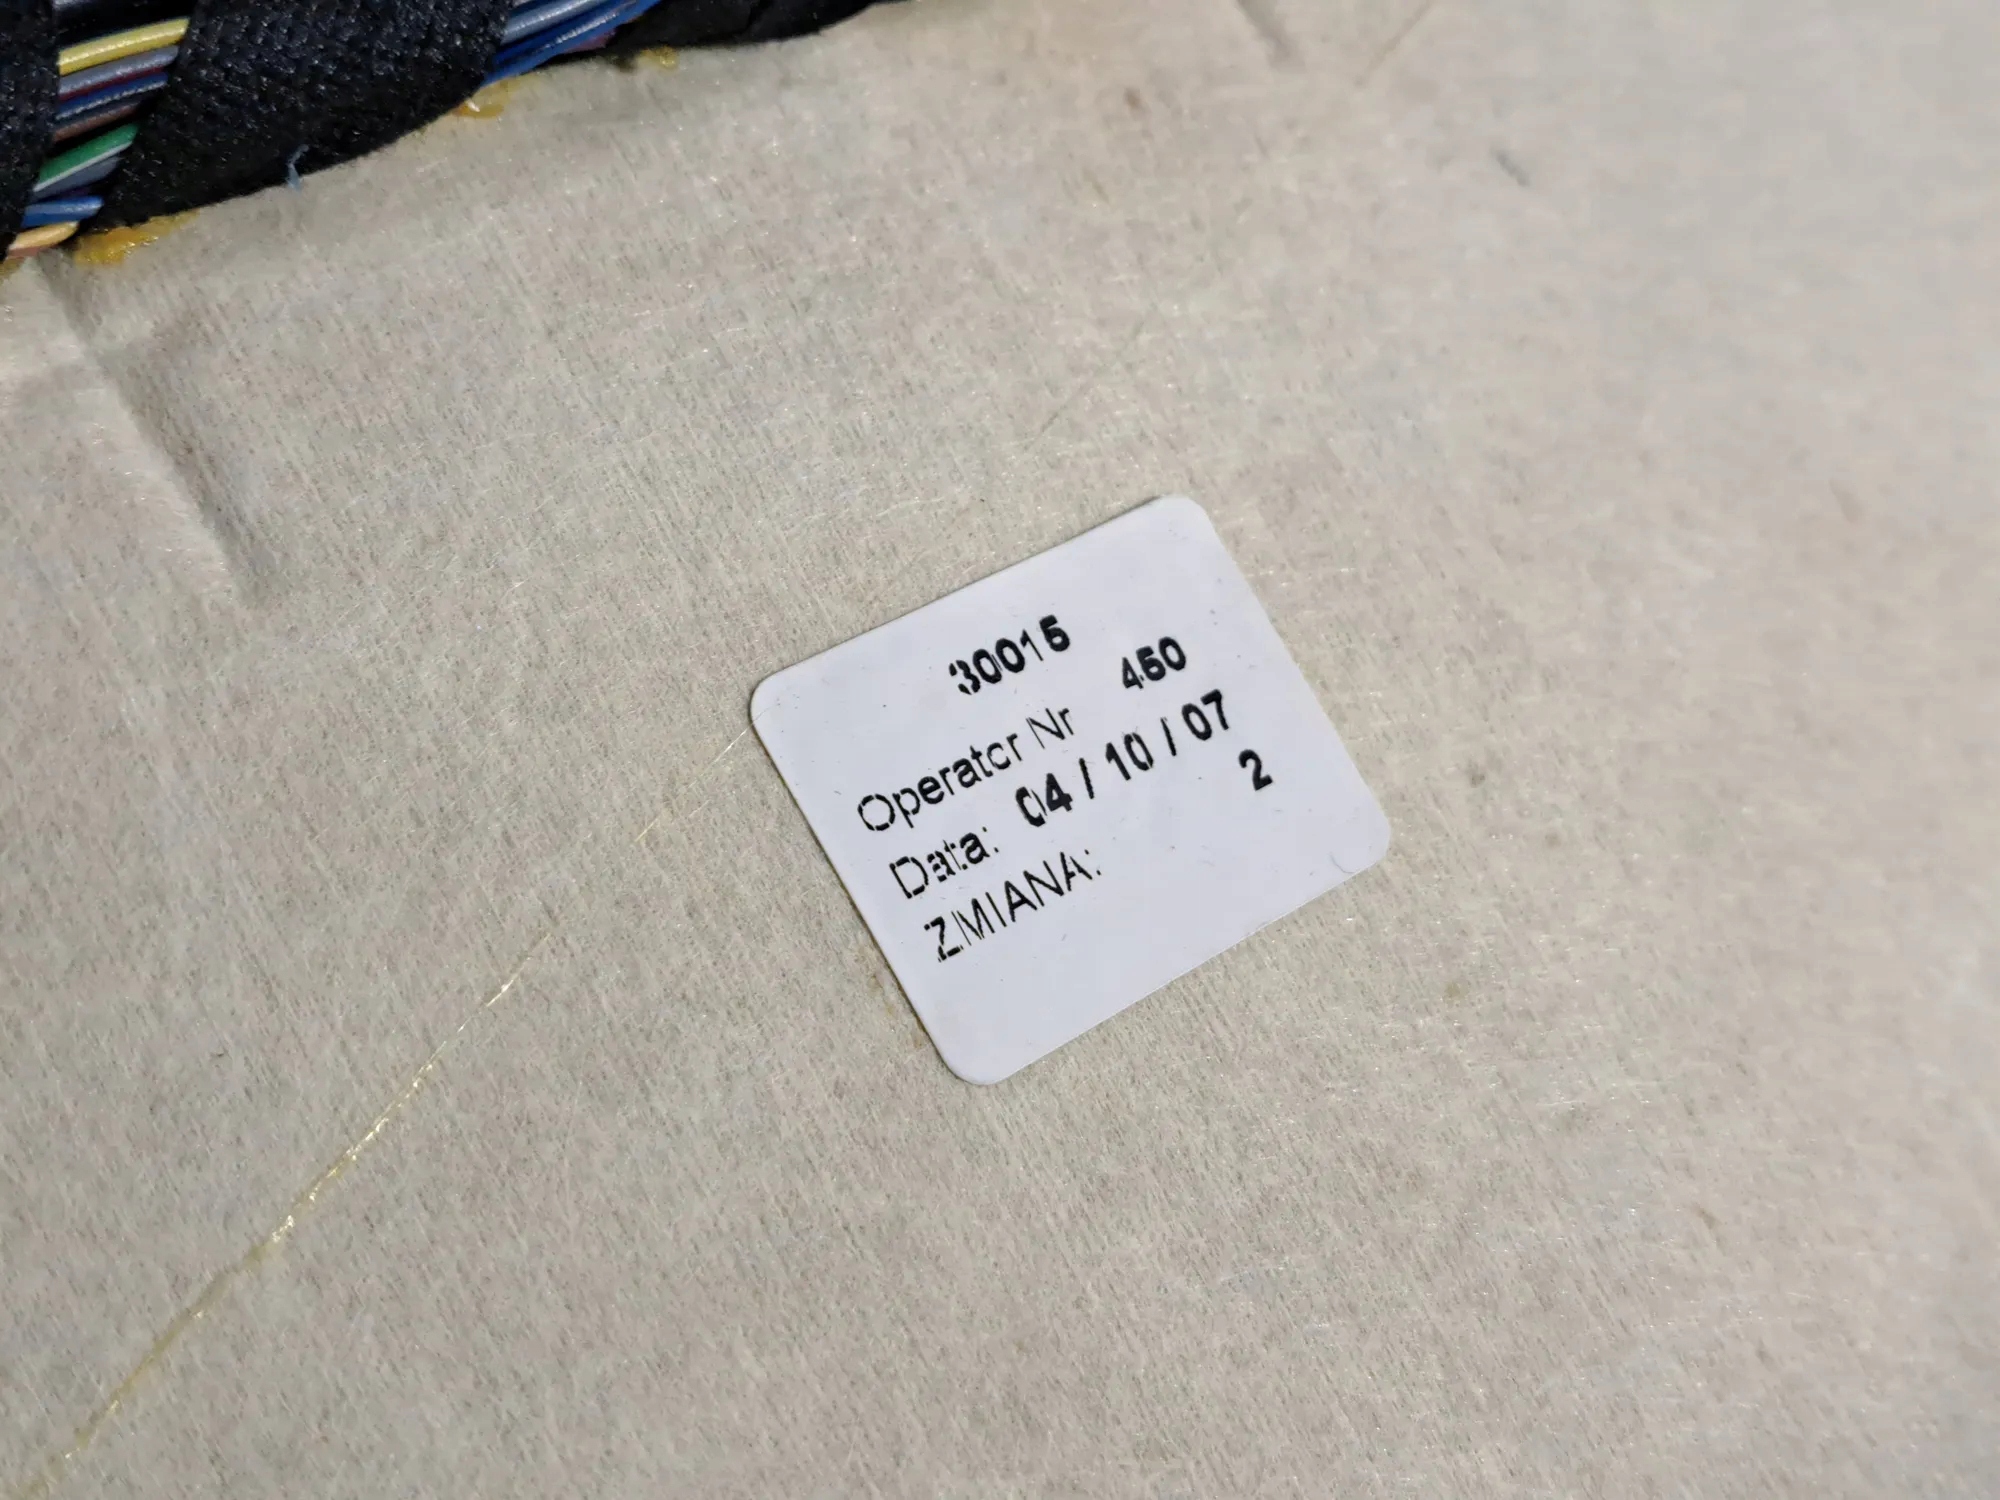 30015
Operator Nr 450
Data: 04 / 10 / 07
ZMIANA: 2